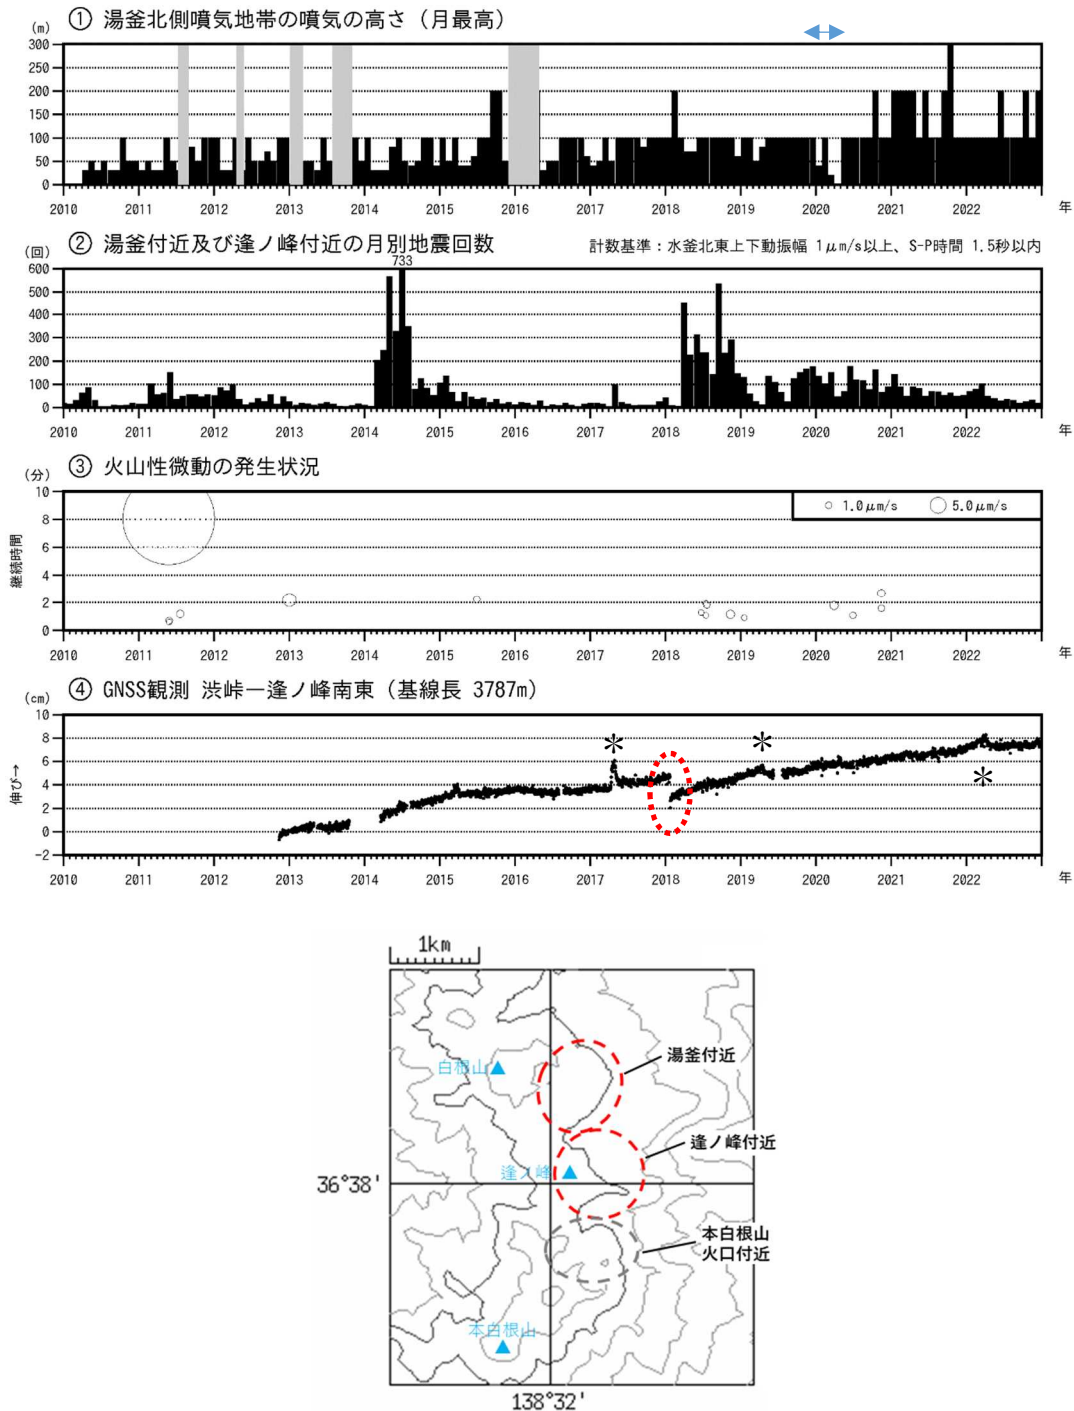 ① 湯釜北側噴気地帯の噴気の高さ（月最高）
(m)
300
250
200
150
100
50
0
2010 2011 2012 2013 2014 2015 2016 2017 2018 2019 2020 2021 2022 年
② 湯釜付近及び逢ノ峰付近の月別地震回数
計数基準：水釜北東上下動振幅 1μm/s以上、S-P時間 1.5秒以内
(回)
733
600
500
400
300
200
100
0
2010 2011 2012 2013 2014 2015 2016 2017 2018 2019 2020 2021 2022 年
③ 火山性微動の発生状況
(分)
1.0μm/s 5.0μm/s
継続時間
10
8
6
4
2
0
2010 2011 2012 2013 2014 2015 2016 2017 2018 2019 2020 2021 2022 年
④ GNSS観測 渋峠－逢ノ峰南東（基線長 3787m）
(cm)
伸び→
10
8
6
4
2
0
-2
* * *
2010 2011 2012 2013 2014 2015 2016 2017 2018 2019 2020 2021 2022 年
1km
湯釜付近
白根山
逢ノ峰付近
逢ノ峰
36°38'
本白根山
火口付近
本白根山
138°32'